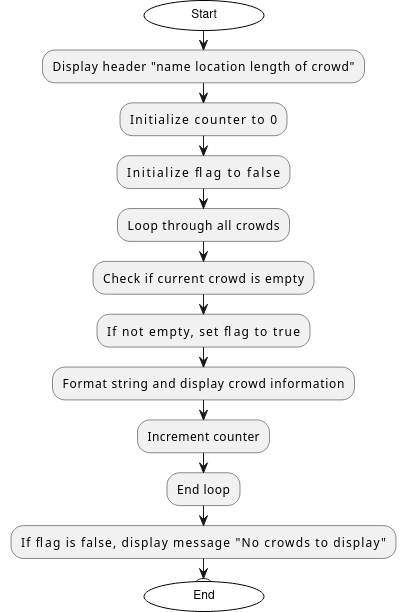 Start
Display header "name location length of crowd"
Initialize counter to 0
Initialize flag to false
Loop through all crowds
Check if current crowd is empty
If not empty, set flag to true
Format string and display crowd information
Increment counter
End loop
If flag is false, display message "No crowds to display"
End